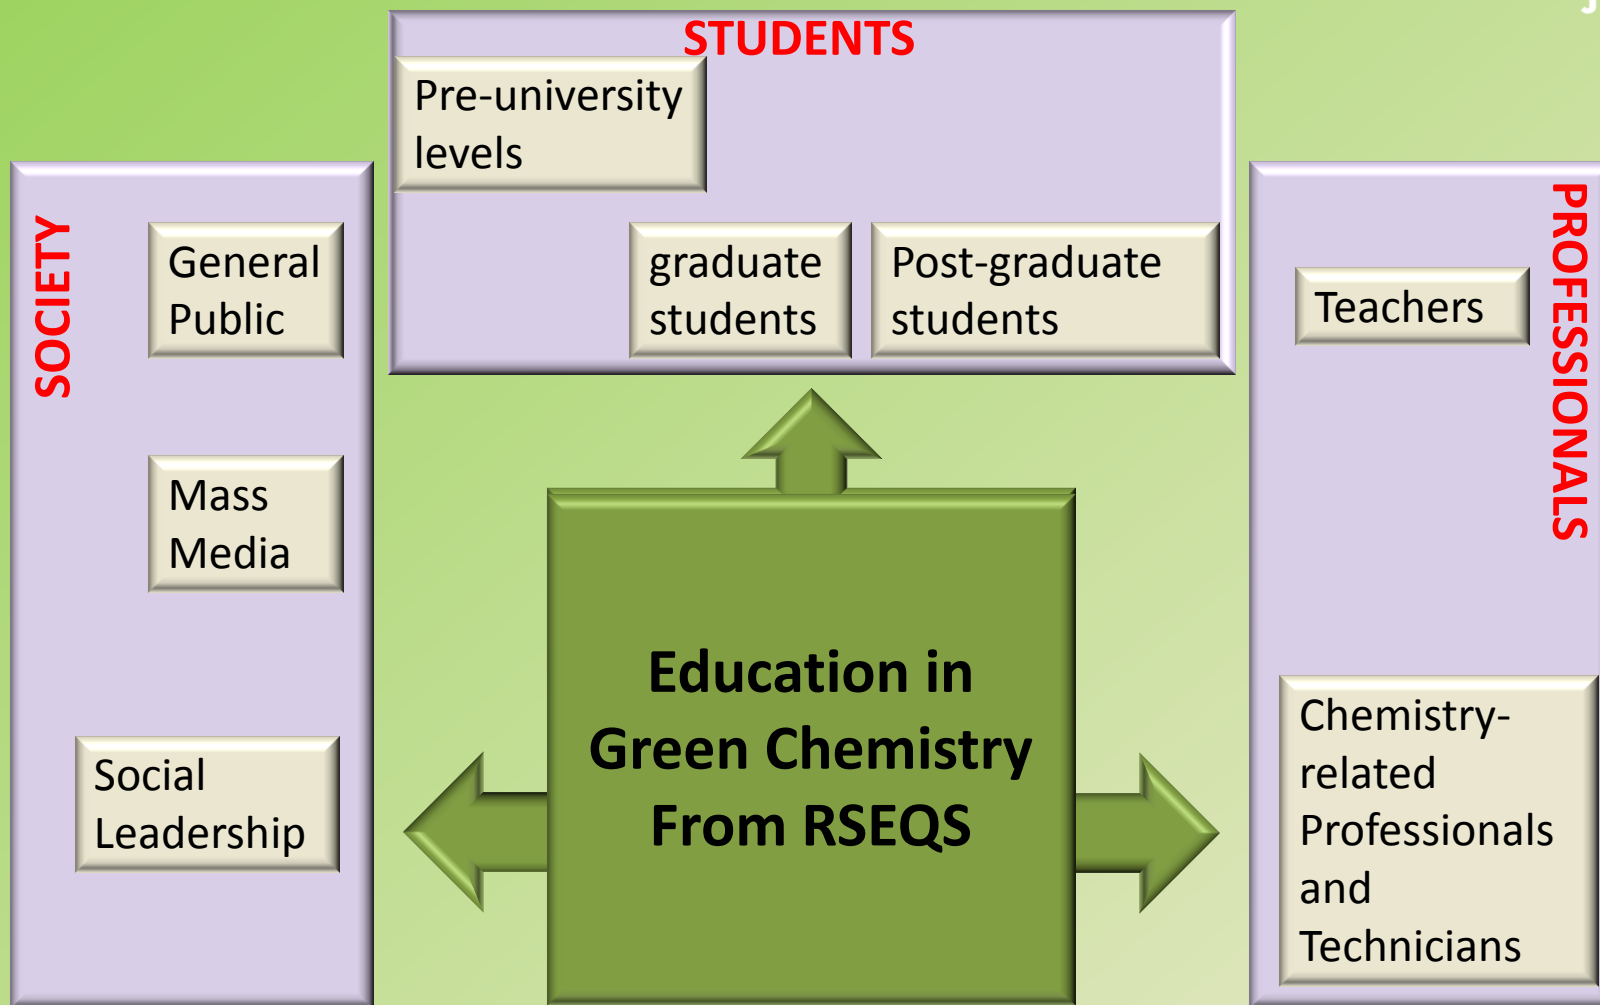 STUDENTS
Pre-university
levels
graduate
students
Post-graduate
students
SOCIETY
General
Public
Mass
Media
Social
Leadership
PROFESSIONALS
Teachers
Chemistry-
related
Professionals
and
Technicians
Education in
Green Chemistry
From RSEQS